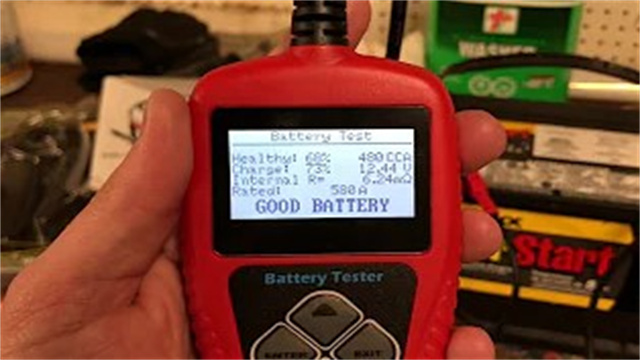 Battery Test
Healthy: 68% 480 CCA
Charge: 73% 12.44 V
Internal R= 6.24mΩ
Rated: 580 A
GOOD BATTERY
Battery Tester
ENTER
EXIT
WASHER
Start